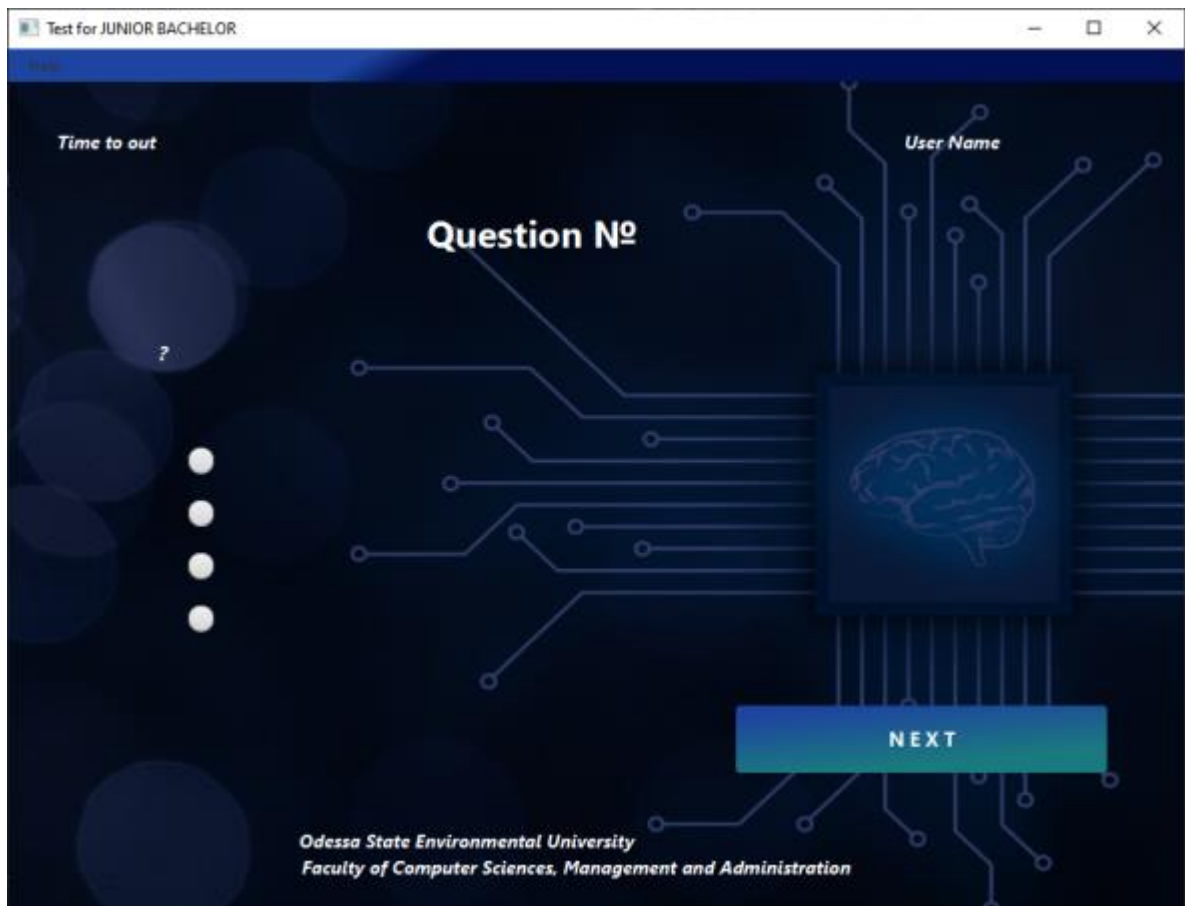 Test for JUNIOR BACHELOR
Help
Time to out
User Name
Question №
?
NEXT
Odessa State Environmental University
Faculty of Computer Sciences, Management and Administration